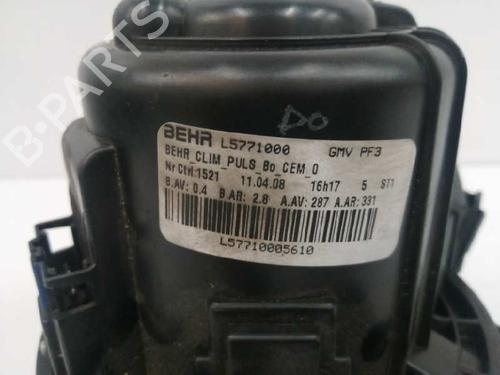 DO
BEHR L5771000 GMV PF3
BEHR_CLIM_PULS_Bo_CEM_O
Nr Ctrl:1521 11.04.08 16h17 5 ST1
B.AV: 0.4 B.AR: 2.8 A.AV: 287 A.AR: 331
L57710005610
B-PARTS